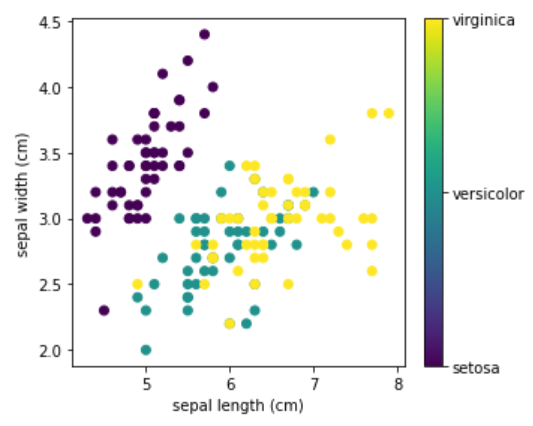 4.5
4.0
3.5
3.0
2.5
2.0
sepal width (cm)
5 6 7 8
sepal length (cm)
virginica
versicolor
setosa